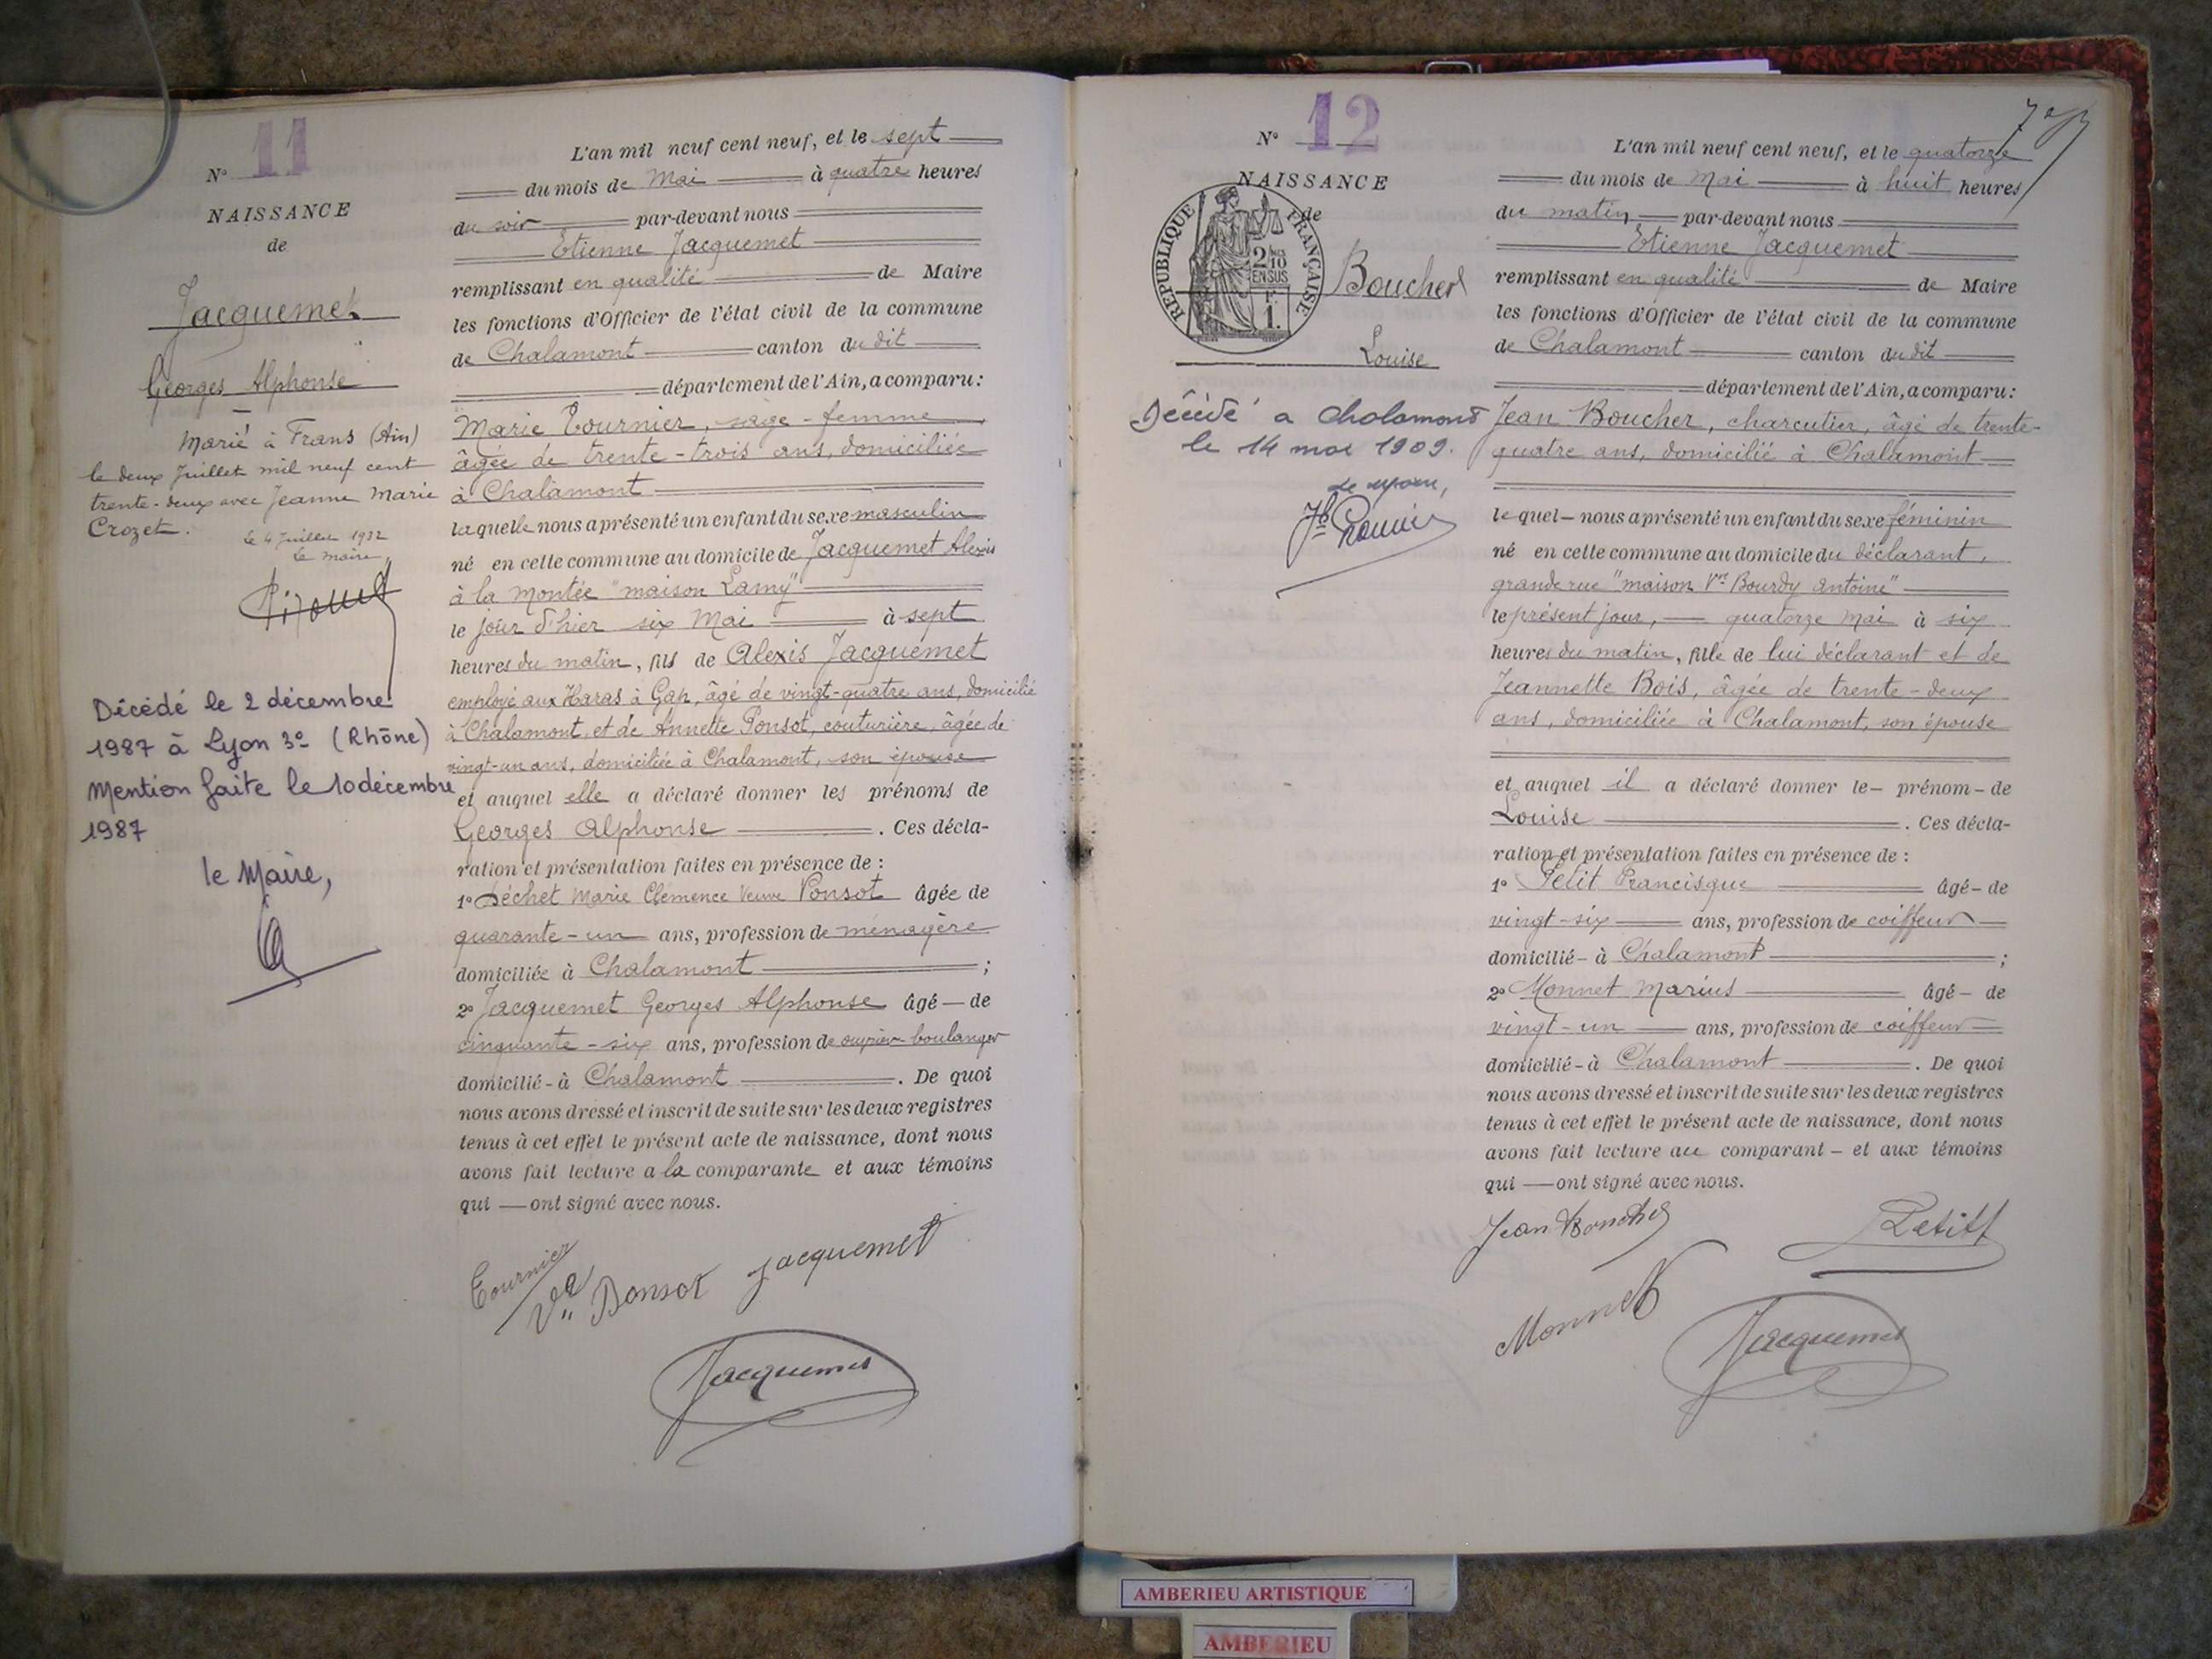 N° 11
NAISSANCE
de
Jacquemet
Georges Alphonse
Marié à Frans (Ain)
le deux Juillet mil neuf cent
trente-deux avec Jeanne Marie
Crozet.
le 4 Juillet 1932
le maire,
Décédé le 2 décembre
1987 à Lyon 3e (Rhône)
Mention faite le 10 décembre
1987
le Maire,
L'an mil neuf cent neuf, et le sept
du mois de Mai à quatre heures
du soir par-devant nous
Etienne Jacquemet
remplissant en qualité de Maire
les fonctions d'Officier de l'état civil de la commune
de Chalamont canton du dit
département de l'Ain, a comparu:
Marie Tournier, sage-femme,
âgée de trente-trois ans, domiciliée
à Chalamont
laquelle nous a présenté un enfant du sexe masculin
né en cette commune au domicile de Jacquemet Alexis
à la Montée "maison Lamy"
le jour d'hier six Mai à sept
heures du matin, fils de Alexis Jacquemet
employé aux Haras à Gap, âgé de vingt-quatre ans, domicilié
à Chalamont, et de Annette Ponsot, couturière, âgée de
vingt-un ans, domiciliée à Chalamont, son épouse
et auquel elle a déclaré donner les prénoms de
Georges Alphonse. Ces décla-
ration et présentation faites en présence de :
1° Déchet Marie Clémence Veuve Ponsot âgée de
quarante-un ans, profession de ménagère
domiciliée à Chalamont ;
2° Jacquemet Georges Alphonse âgé — de
cinquante-six ans, profession de ouvrier-boulanger
domicilié - à Chalamont. De quoi
nous avons dressé et inscrit de suite sur les deux registres
tenus à cet effet le présent acte de naissance, dont nous
avons fait lecture a la comparante et aux témoins
qui — ont signé avec nous.
Tournier
Vve Ponsot
Jacquemet
Jacquemet
N° 12
NAISSANCE
de
RÉPUBLIQUE FRANÇAISE
2/10 EN SUS
1.
Boucher
Louise
Décédé à Chalamont
le 14 mai 1909.
le maire,
L'an mil neuf cent neuf, et le quatorze
du mois de Mai à huit heures
du matin par-devant nous
Etienne Jacquemet
remplissant en qualité de Maire
les fonctions d'Officier de l'état civil de la commune
de Chalamont canton du dit
département de l'Ain, a comparu:
Jean Boucher, charcutier, âgé de trente-
quatre ans, domicilié à Chalamont
lequel — nous a présenté un enfant du sexe féminin
né en cette commune au domicile du déclarant,
grande rue "maison Vve Bourdy Antoine"
le présent jour, — quatorze Mai à six
heures du matin, fille de lui déclarant et de
Jeannette Bois, âgée de trente-deux
ans, domiciliée à Chalamont, son épouse
et auquel il a déclaré donner le - prénom - de
Louise. Ces décla-
ration et présentation faites en présence de :
1° Petit Francisque âgé - de
vingt-six ans, profession de coiffeur
domicilié - à Chalamont ;
2° Monnet Marius âgé - de
vingt-un ans, profession de coiffeur
domicilié - à Chalamont. De quoi
nous avons dressé et inscrit de suite sur les deux registres
tenus à cet effet le présent acte de naissance, dont nous
avons fait lecture au comparant - et aux témoins
qui — ont signé avec nous.
Jean Boucher
Petit
Monnet
Jacquemet
AMBERIEU ARTISTIQUE
AMBERIEU